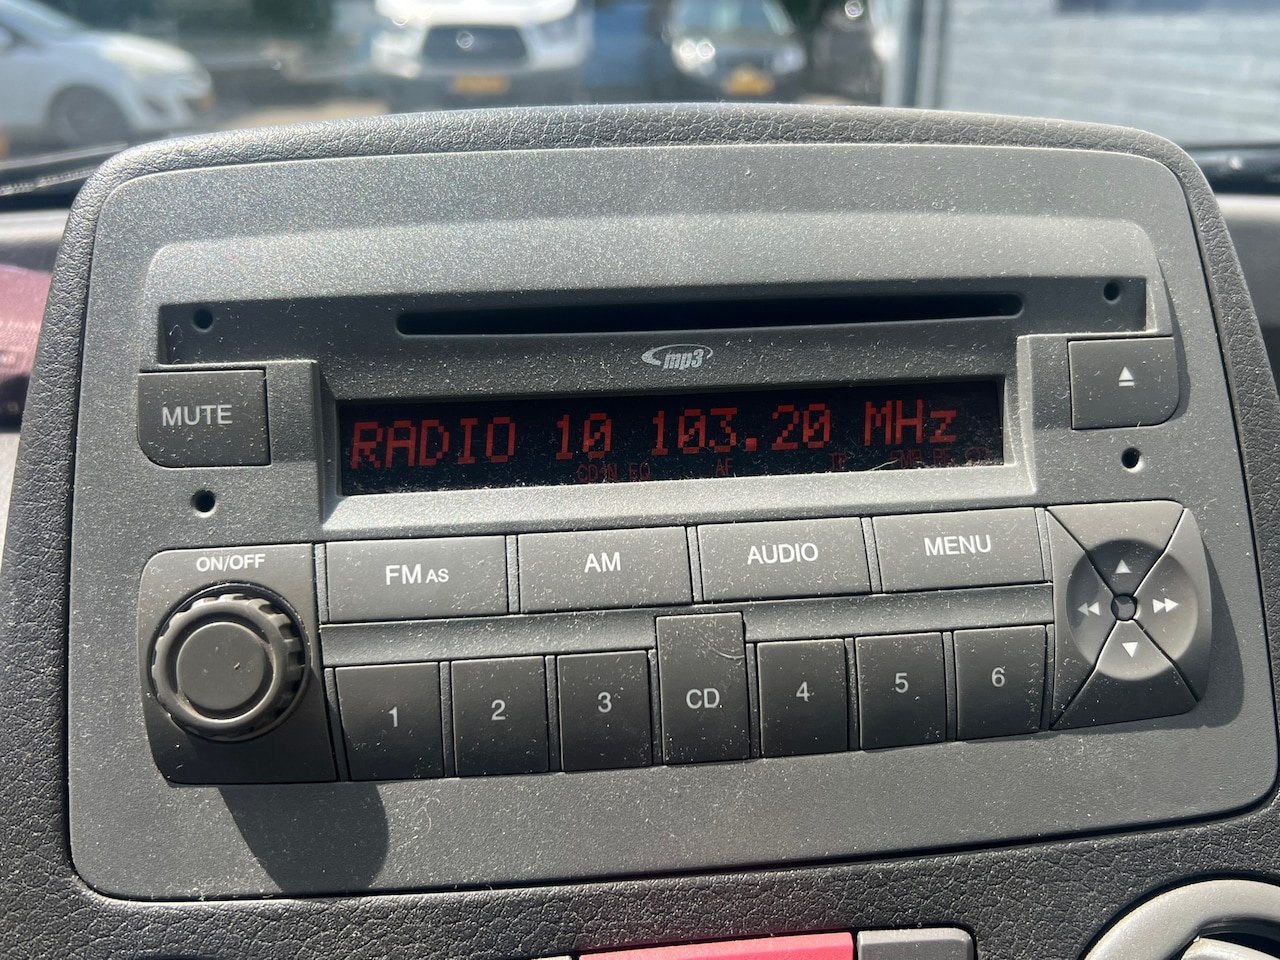 mp3
MUTE
RADIO 10 103.20 MHz
ON/OFF
FM AS
AM
AUDIO
MENU
1
2
3
CD
4
5
6